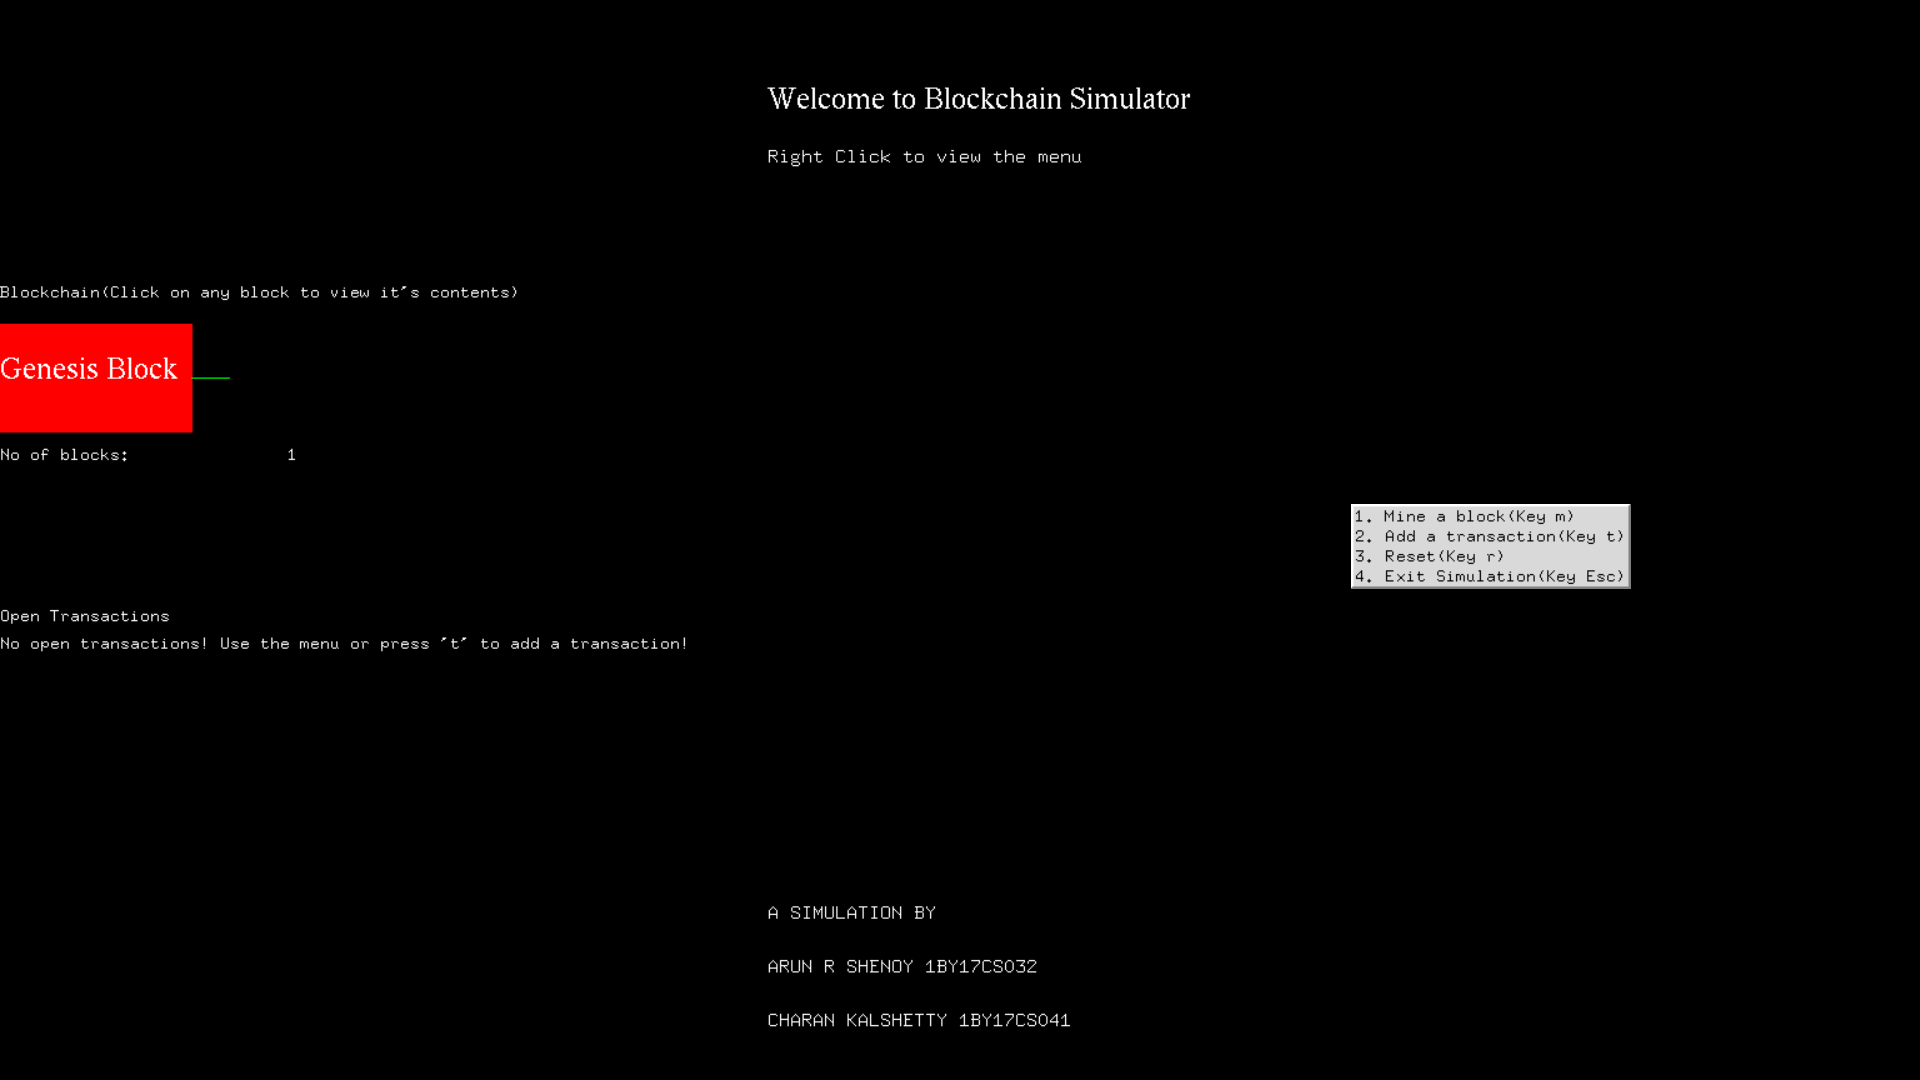 Welcome to Blockchain Simulator
Right Click to view the menu
Blockchain(Click on any block to view it's contents)
Genesis Block
No of blocks: 1
1. Mine a block(Key m)
2. Add a transaction(Key t)
3. Reset(Key r)
4. Exit Simulation(Key Esc)
Open Transactions
No open transactions! Use the menu or press 't' to add a transaction!
A SIMULATION BY
ARUN R SHENOY 1BY17CS032
CHARAN KALSHETTY 1BY17CS041